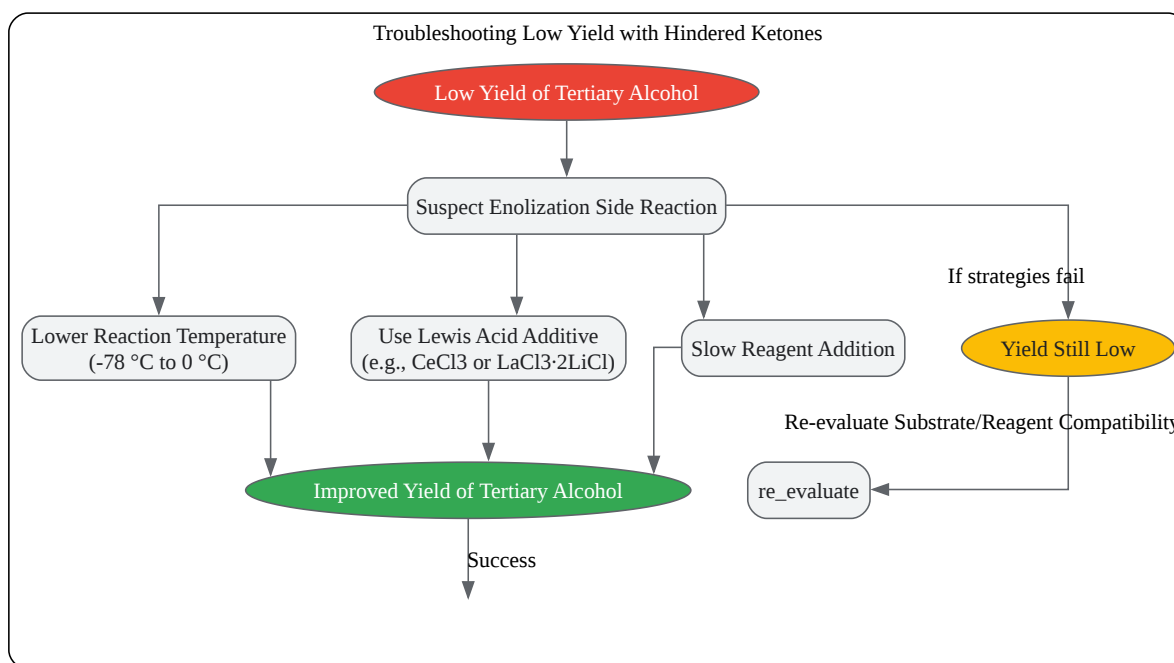 Troubleshooting Low Yield with Hindered Ketones
Low Yield of Tertiary Alcohol
Suspect Enolization Side Reaction
If strategies fail
Lower Reaction Temperature
(-78 °C to 0 °C)
Use Lewis Acid Additive
(e.g., CeCl3 or LaCl3·2LiCl)
Slow Reagent Addition
Yield Still Low
Re-evaluate Substrate/Reagent Compatibility
Improved Yield of Tertiary Alcohol
re_evaluate
Success